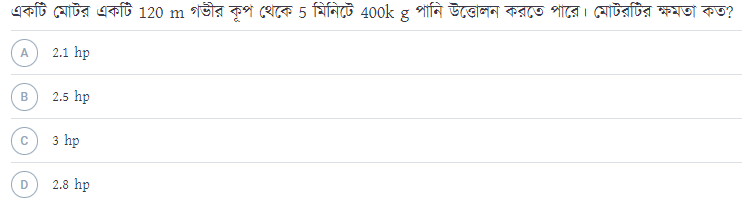 একটি মোটর একটি 120 m গভীর কূপ থেকে 5 মিনিটে 400k g পানি উত্তোলন করতে পারে। মোটরটির ক্ষমতা কত?
A 2.1 hp
B 2.5 hp
C 3 hp
D 2.8 hp